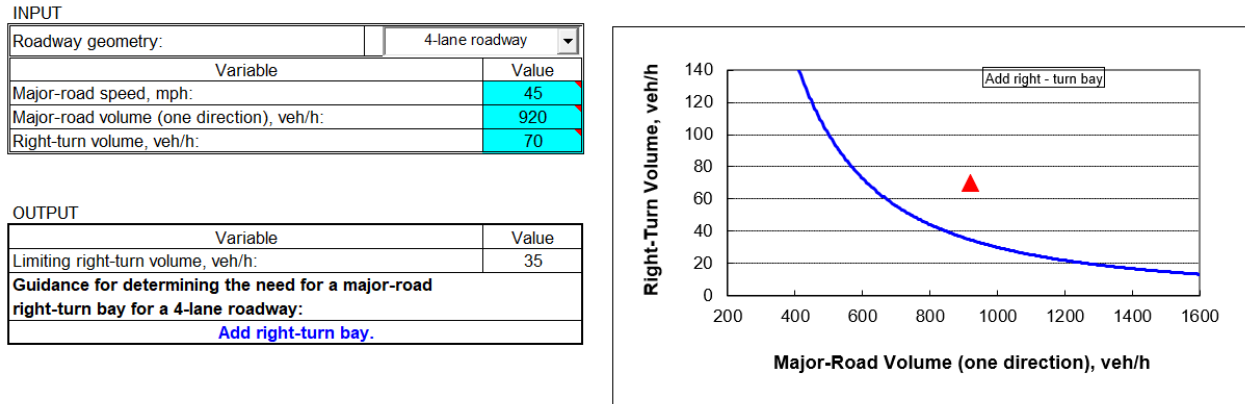 INPUT
Roadway geometry: 4-lane roadway
Variable Value
Major-road speed, mph: 45
Major-road volume (one direction), veh/h: 920
Right-turn volume, veh/h: 70
OUTPUT
Variable Value
Limiting right-turn volume, veh/h: 35
Guidance for determining the need for a major-road
right-turn bay for a 4-lane roadway:
Add right-turn bay.
Right-Turn Volume, veh/h
140
120
100
80
60
40
20
0
Add right - turn bay
200 400 600 800 1000 1200 1400 1600
Major-Road Volume (one direction), veh/h